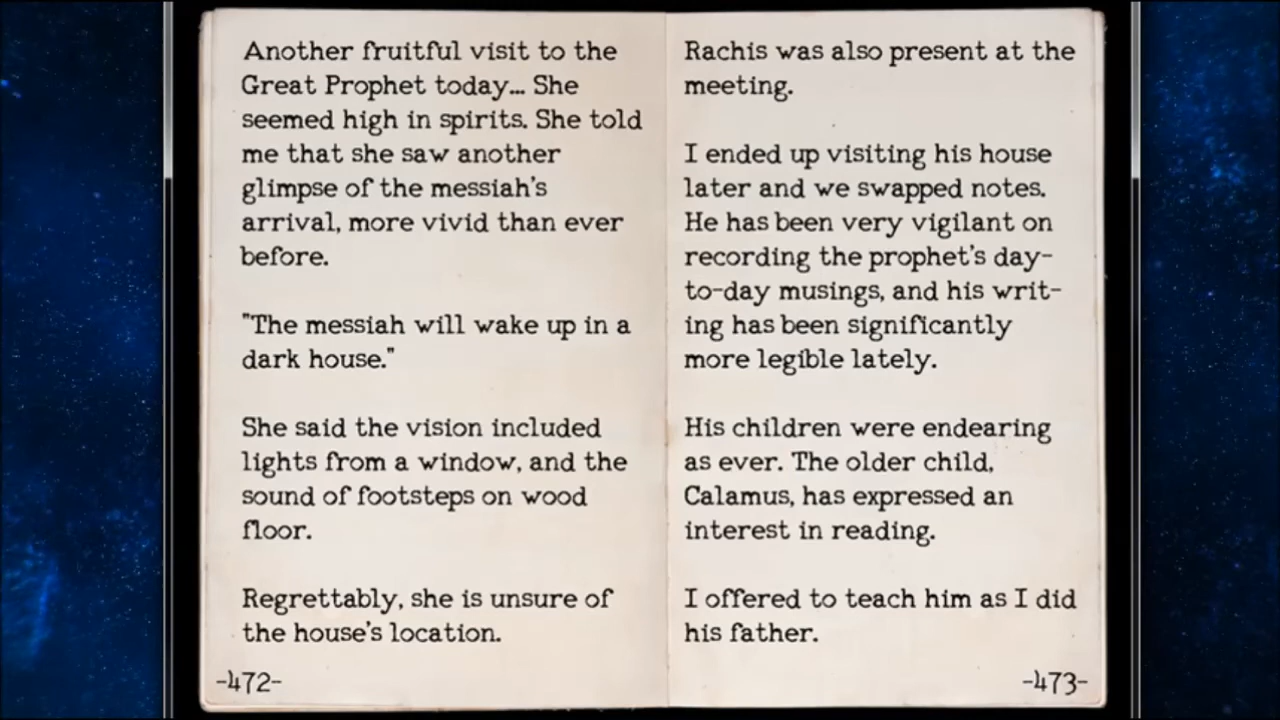 Another fruitful visit to the
Great Prophet today... She
seemed high in spirits. She told
me that she saw another
glimpse of the messiah's
arrival, more vivid than ever
before.
"The messiah will wake up in a
dark house."
She said the vision included
lights from a window, and the
sound of footsteps on wood
floor.
Regrettably, she is unsure of
the house's location.
-472-
Rachis was also present at the
meeting.
I ended up visiting his house
later and we swapped notes.
He has been very vigilant on
recording the prophet's day-
to-day musings, and his writ-
ing has been significantly
more legible lately.
His children were endearing
as ever. The older child,
Calamus, has expressed an
interest in reading.
I offered to teach him as I did
his father.
-473-